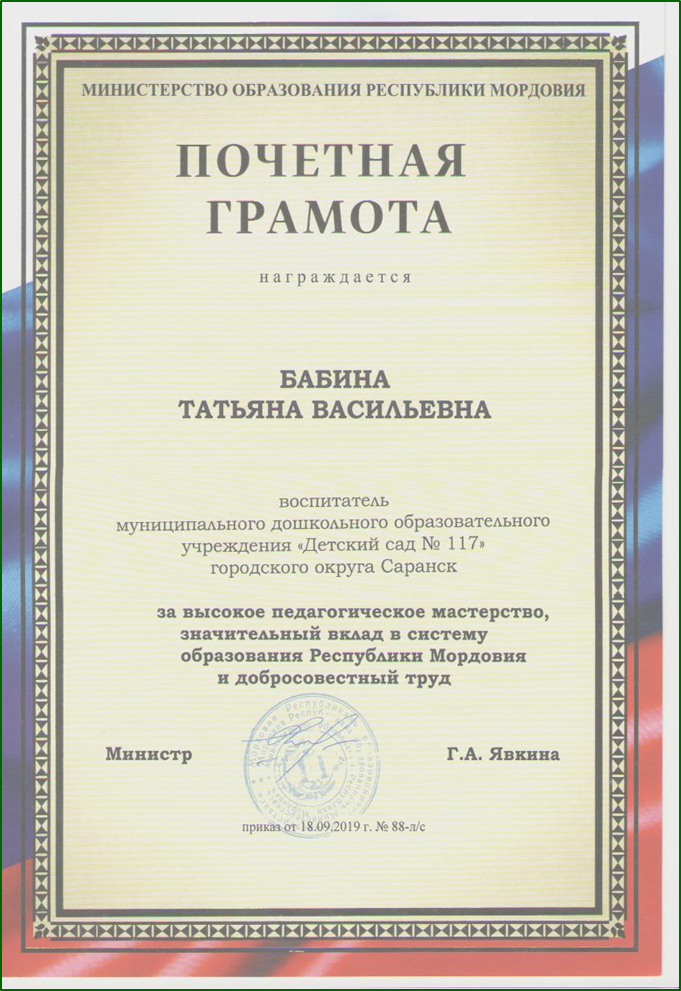 МИНИСТЕРСТВО ОБРАЗОВАНИЯ РЕСПУБЛИКИ МОРДОВИЯ
ПОЧЕТНАЯ
ГРАМОТА
награждается
БАБИНА
ТАТЬЯНА ВАСИЛЬЕВНА
воспитатель
муниципального дошкольного образовательного
учреждения «Детский сад № 117»
городского округа Саранск
за высокое педагогическое мастерство,
значительный вклад в систему
образования Республики Мордовия
и добросовестный труд
Министр
Г.А. Явкина
приказ от 18.09.2019 г. № 88-л/с